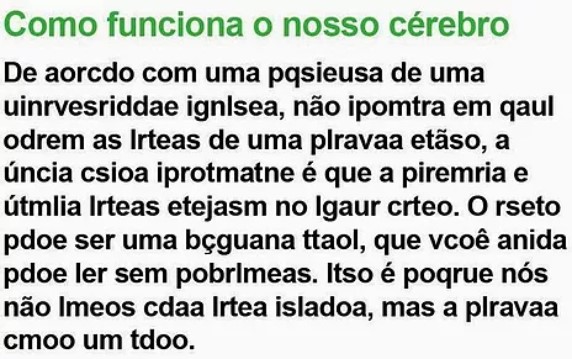 Como funciona o nosso cérebro
De aorcdo com uma pqsieusa de uma
uinrvesriddae ignlsea, não ipomtra em qaul
odrem as lrteas de uma plravaa etãso, a
úncia csioa iprotmatne é que a piremria e
útmlia lrteas etejasm no lgaur crteo. O rseto
pdoe ser uma bçguana ttaol, que vcoê anida
pdoe ler sem pobrlmeas. Itso é poqrue nós
não lmeos cdaa lrtea isladoa, mas a plravaa
cmoo um tdoo.